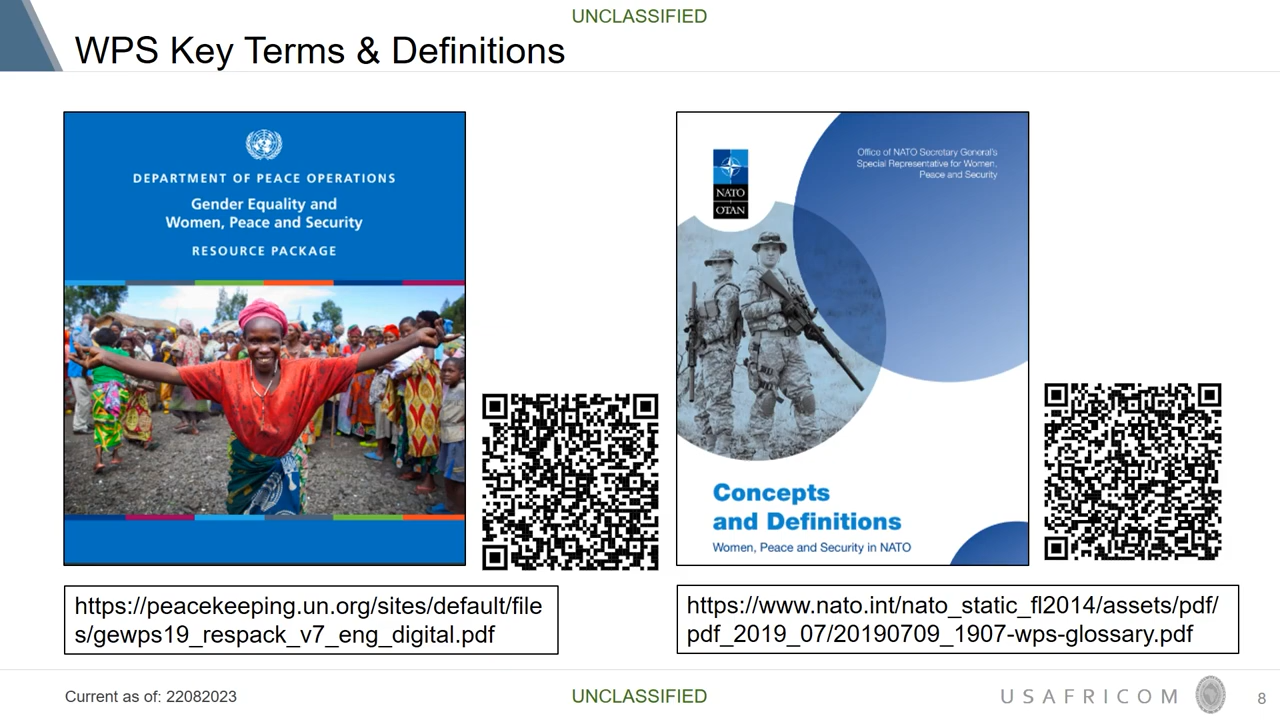 UNCLASSIFIED
WPS Key Terms & Definitions
DEPARTMENT OF PEACE OPERATIONS
Gender Equality and
Women, Peace and Security
RESOURCE PACKAGE
https://peacekeeping.un.org/sites/default/file
s/gewps19_respack_v7_eng_digital.pdf
Office of NATO Secretary General's
Special Representative for Women,
Peace and Security
NATO
OTAN
Concepts
and Definitions
Women, Peace and Security in NATO
https://www.nato.int/nato_static_fl2014/assets/pdf/
pdf_2019_07/20190709_1907-wps-glossary.pdf
Current as of: 22082023
UNCLASSIFIED
USAFRICOM
8